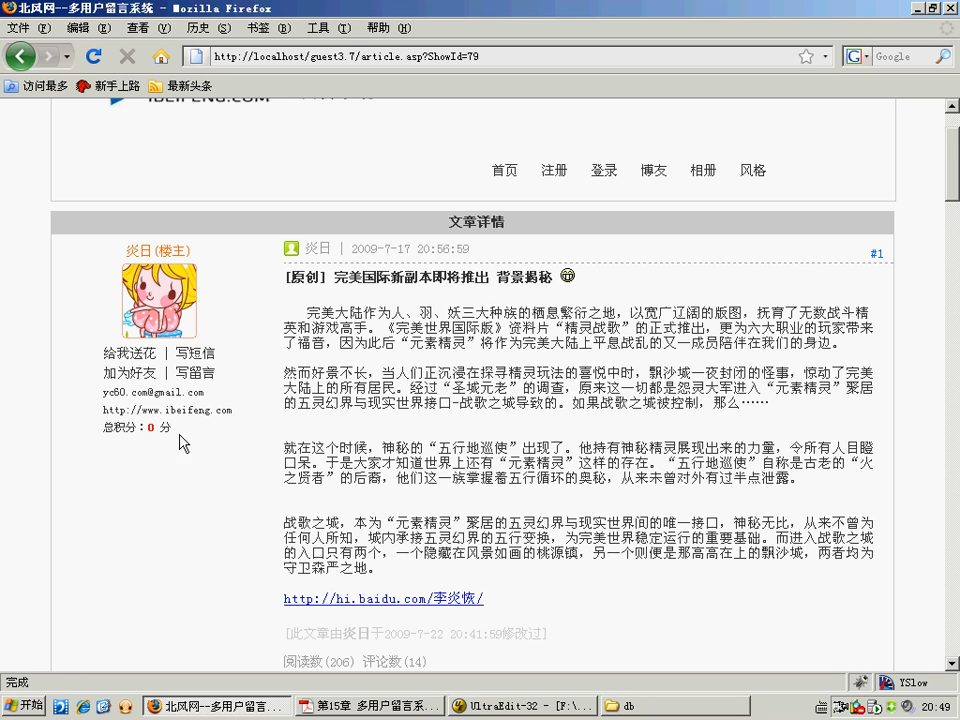 北风网--多用户留言系统 - Mozilla Firefox
文件(F) 编辑(E) 查看(V) 历史(S) 书签(B) 工具(T) 帮助(H)
http://localhost/guest3.7/article.asp?ShowId=79
Google
访问最多 新手上路 最新头条
IBEIFENG.COM
首页 注册 登录 博友 相册 风格
文章详情
炎日(楼主)
炎日 | 2009-7-17 20:56:59
#1
[原创] 完美国际新副本即将推出 背景揭秘
完美大陆作为人、羽、妖三大种族的栖息繁衍之地，以宽广辽阔的版图，抚育了无数战斗精
英和游戏高手。《完美世界国际版》资料片“精灵战歌”的正式推出，更为六大职业的玩家带来
了福音，因为此后“元素精灵”将作为完美大陆上平息战乱的又一成员陪伴在我们的身边。
给我送花 | 写短信
加为好友 | 写留言
yc60.com@gmail.com
http://www.ibeifeng.com
总积分：0 分
然而好景不长，当人们正沉浸在探寻精灵玩法的喜悦中时，飘沙城一夜封闭的怪事，惊动了完美
大陆上的所有居民。经过“圣域元老”的调查，原来这一切都是怨灵大军进入“元素精灵”聚居
的五灵幻界与现实世界接口-战歌之城导致的。如果战歌之城被控制，那么……
就在这个时候，神秘的“五行地巡使”出现了。他持有神秘精灵展现出来的力量，令所有人目瞪
口呆。于是大家才知道世界上还有“元素精灵”这样的存在。“五行地巡使”自称是古老的“火
之贤者”的后裔，他们这一族掌握着五行循环的奥秘，从来未曾对外有过半点泄露。
战歌之城，本为“元素精灵”聚居的五灵幻界与现实世界间的唯一接口，神秘无比，从来不曾为
任何人所知，城内承接五灵幻界的五行变换，为完美世界稳定运行的重要基础。而进入战歌之城
的入口只有两个，一个隐藏在风景如画的桃源镇，另一个则便是那高高在上的飘沙城，两者均为
守卫森严之地。
http://hi.baidu.com/李炎恢/
[此文章由炎日于2009-7-22 20:41:59修改过]
阅读数(206) 评论数(14)
完成
YSlow
开始
北风网--多用户留言...
第15章 多用户留言系...
UltraEdit-32 - [F:\...
db
20:49